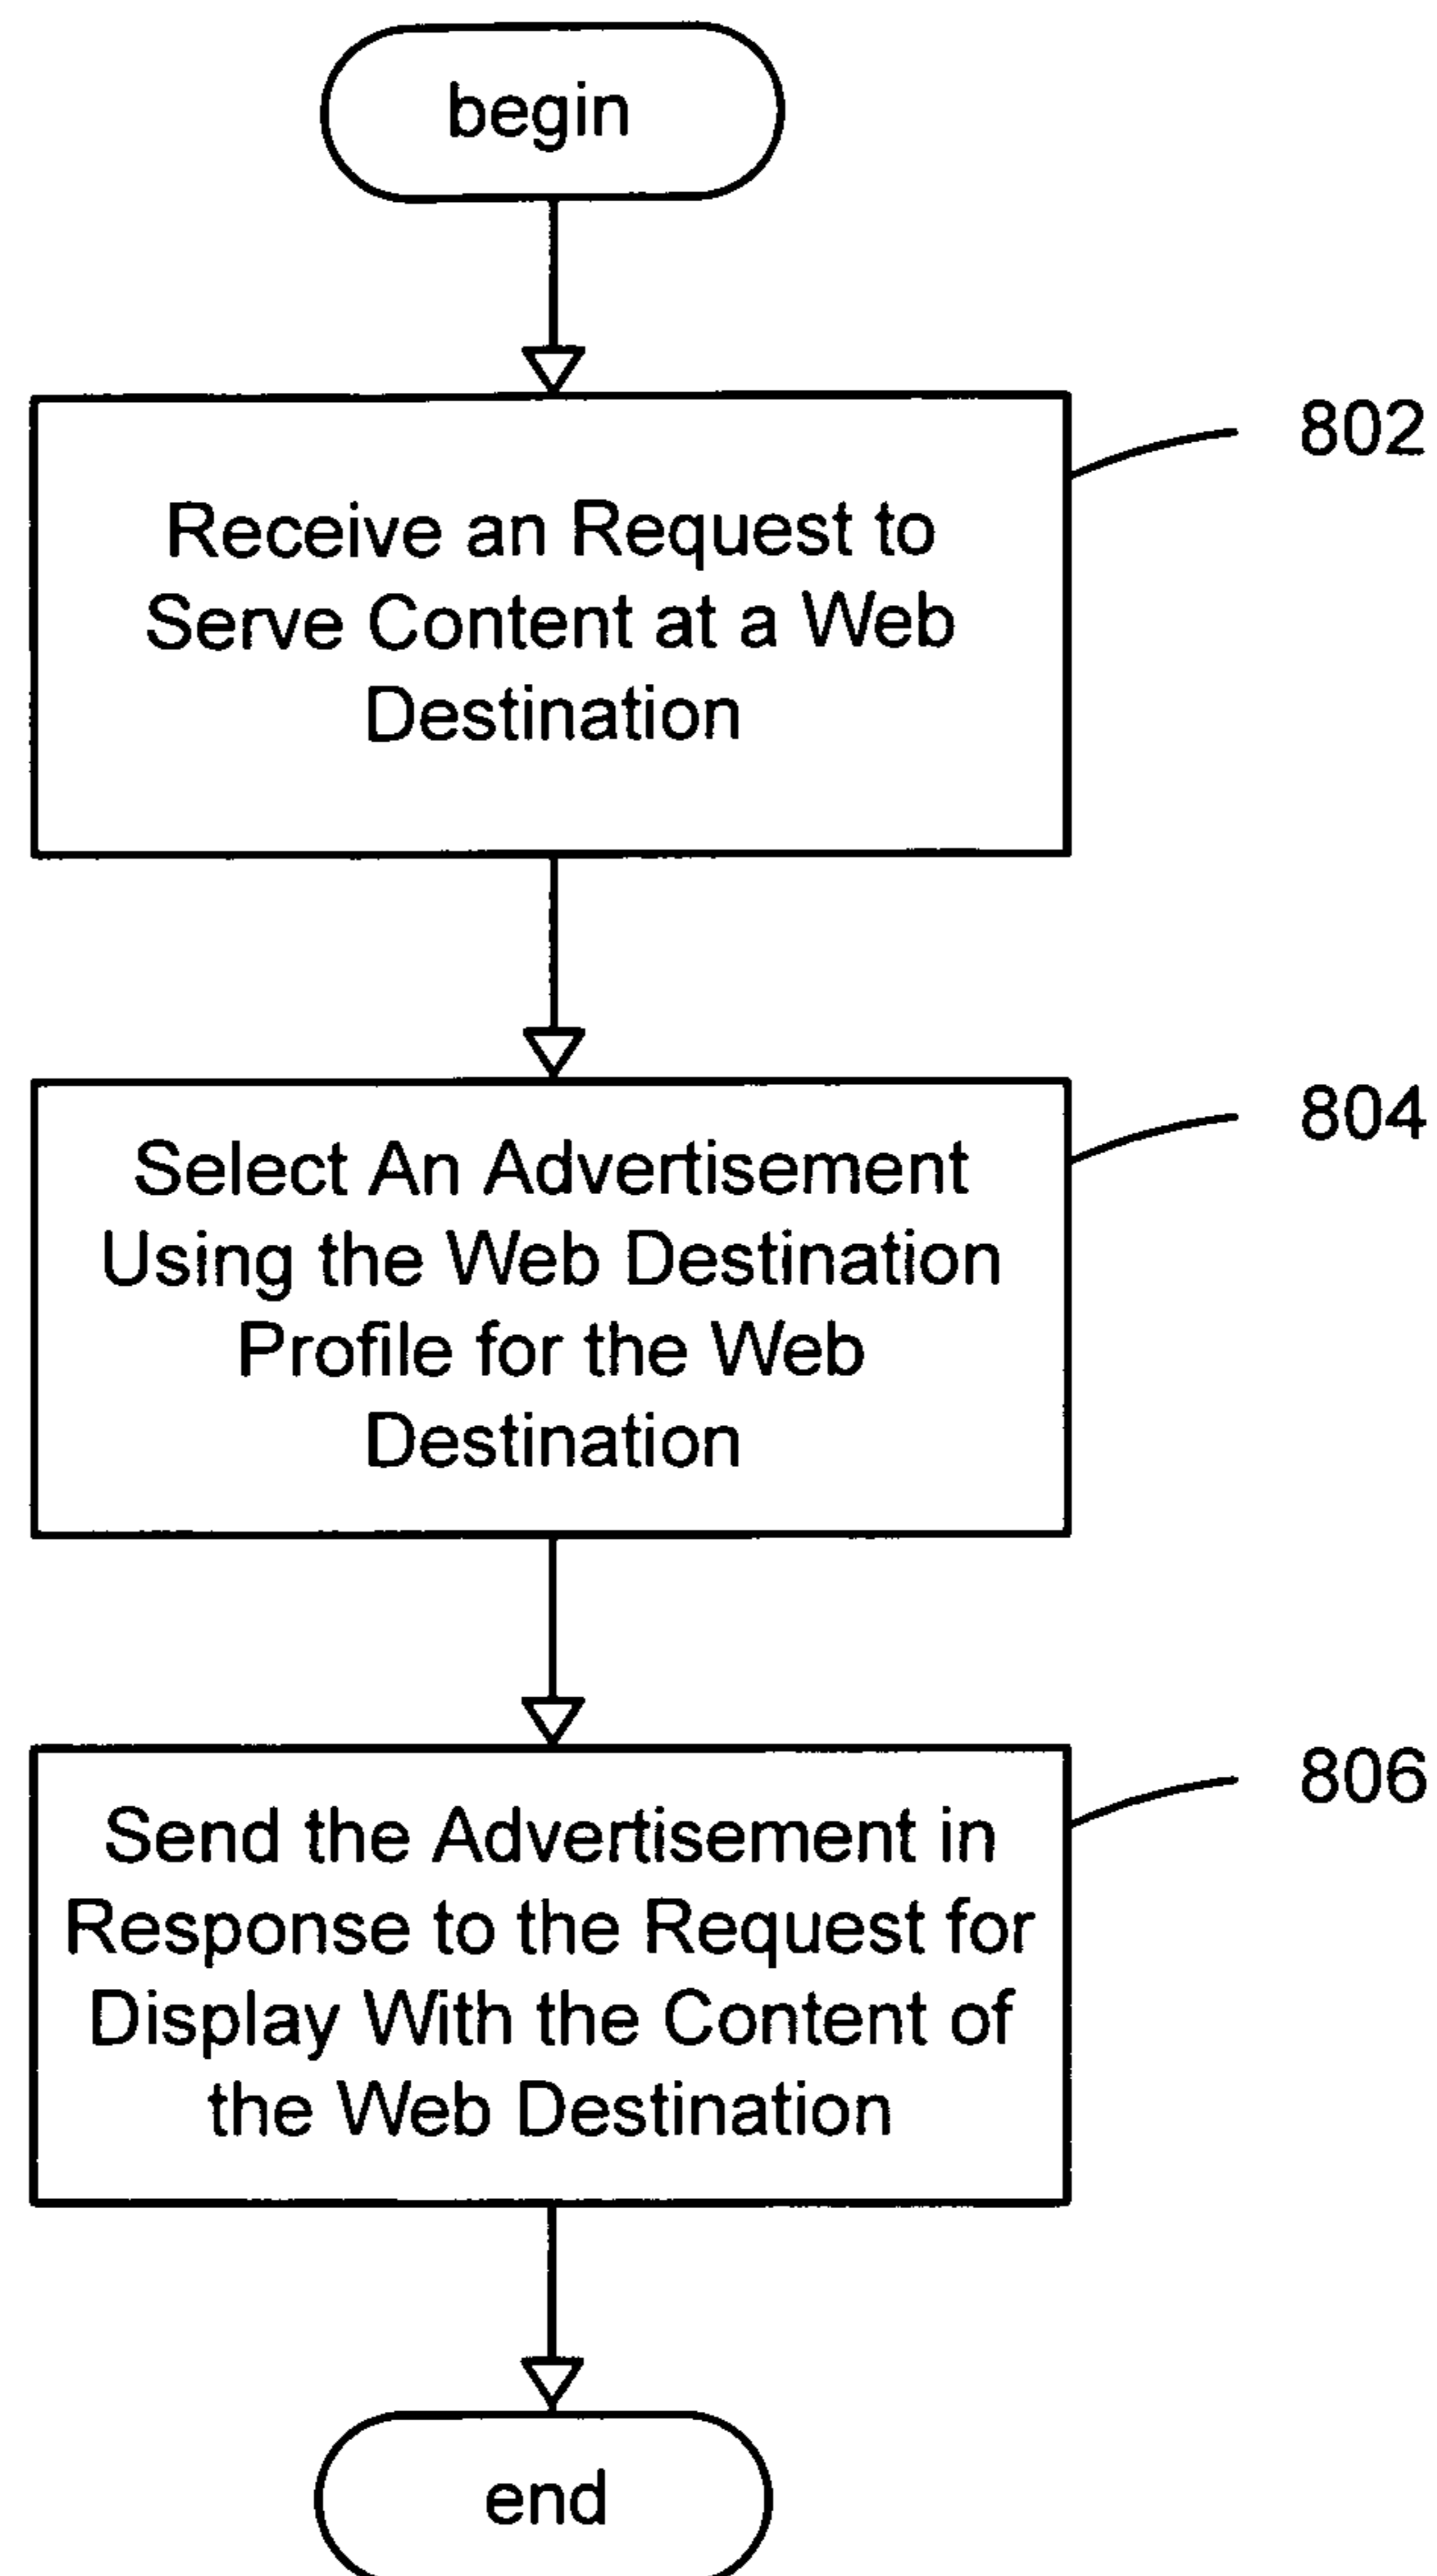 begin
802
Receive an Request to
Serve Content at a Web
Destination
804
Select An Advertisement
Using the Web Destination
Profile for the Web
Destination
806
Send the Advertisement in
Response to the Request for
Display With the Content of
the Web Destination
end